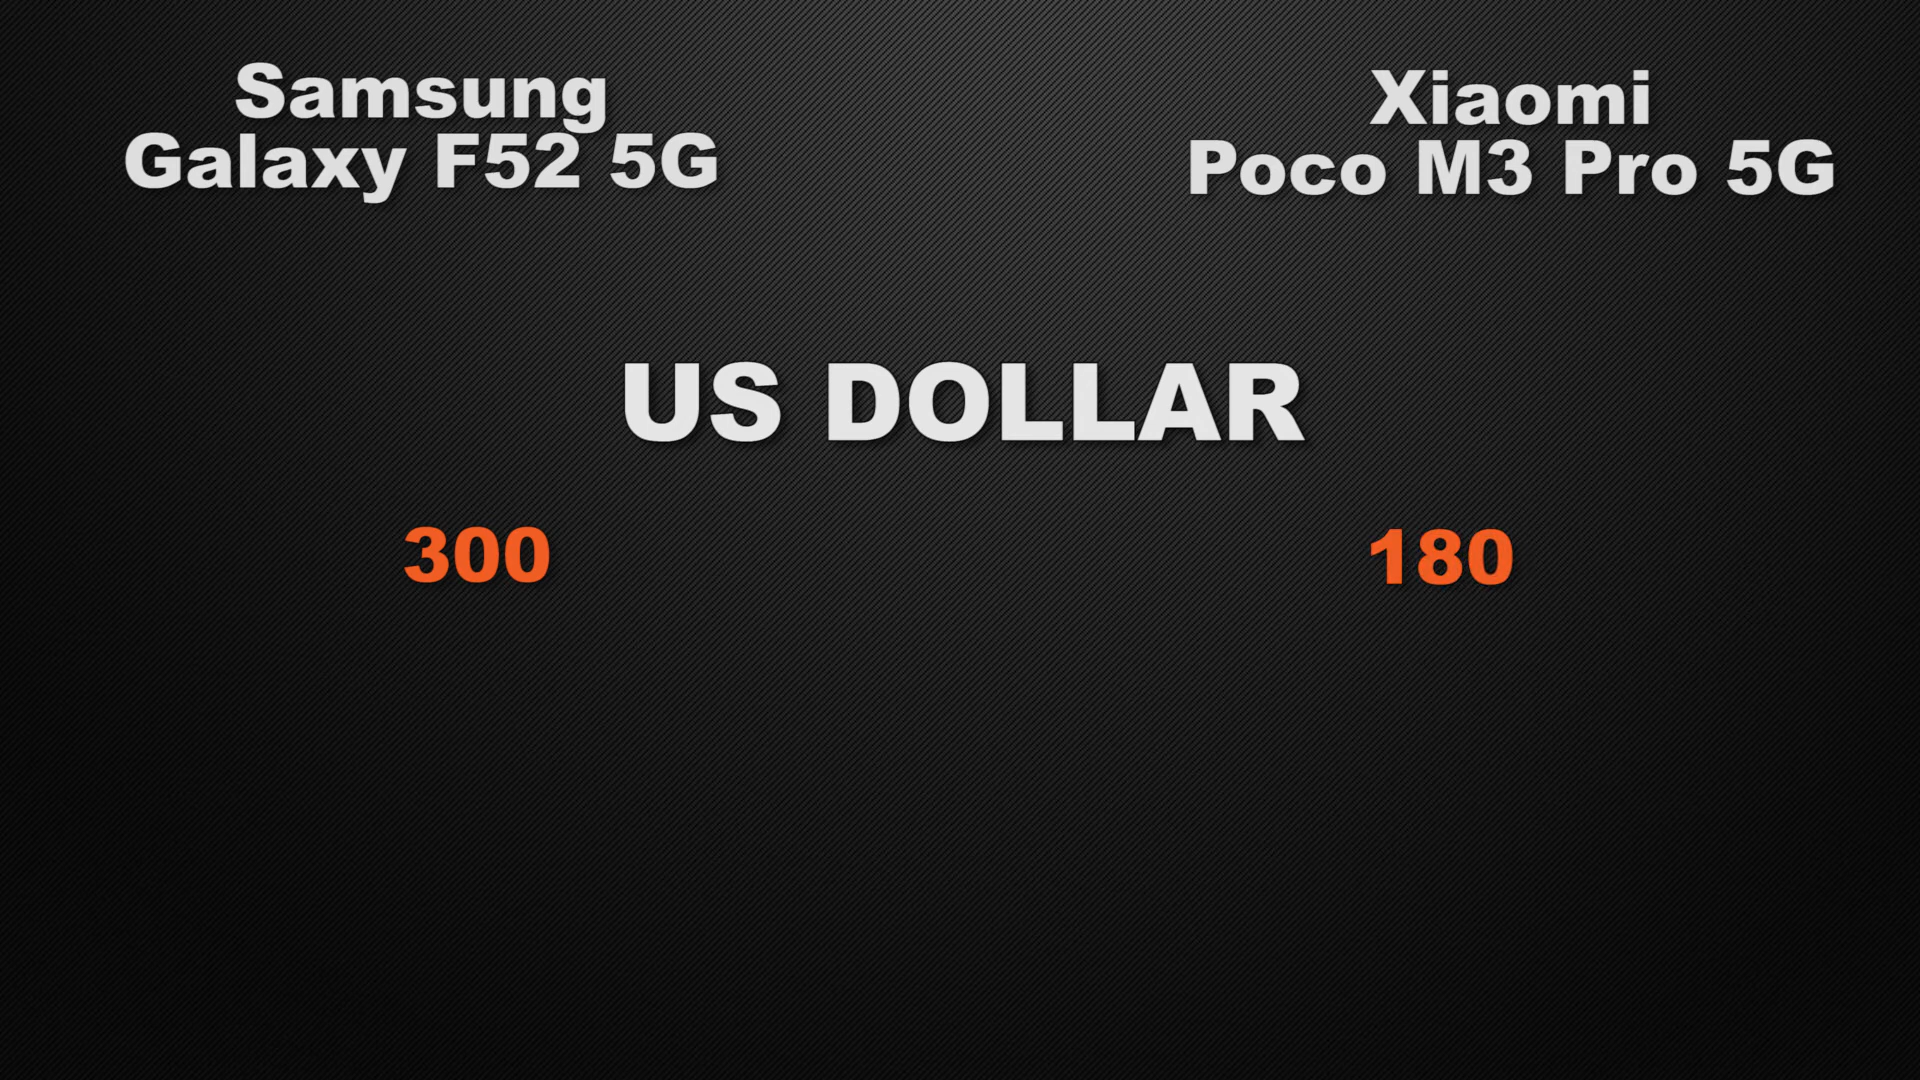 Samsung
Galaxy F52 5G
Xiaomi
Poco M3 Pro 5G
US DOLLAR
300
180